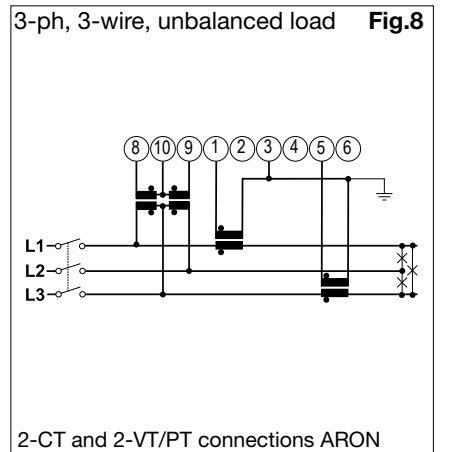 3-ph, 3-wire, unbalanced load Fig.8
8 10 9 1 2 3 4 5 6
L1
L2
L3
2-CT and 2-VT/PT connections ARON